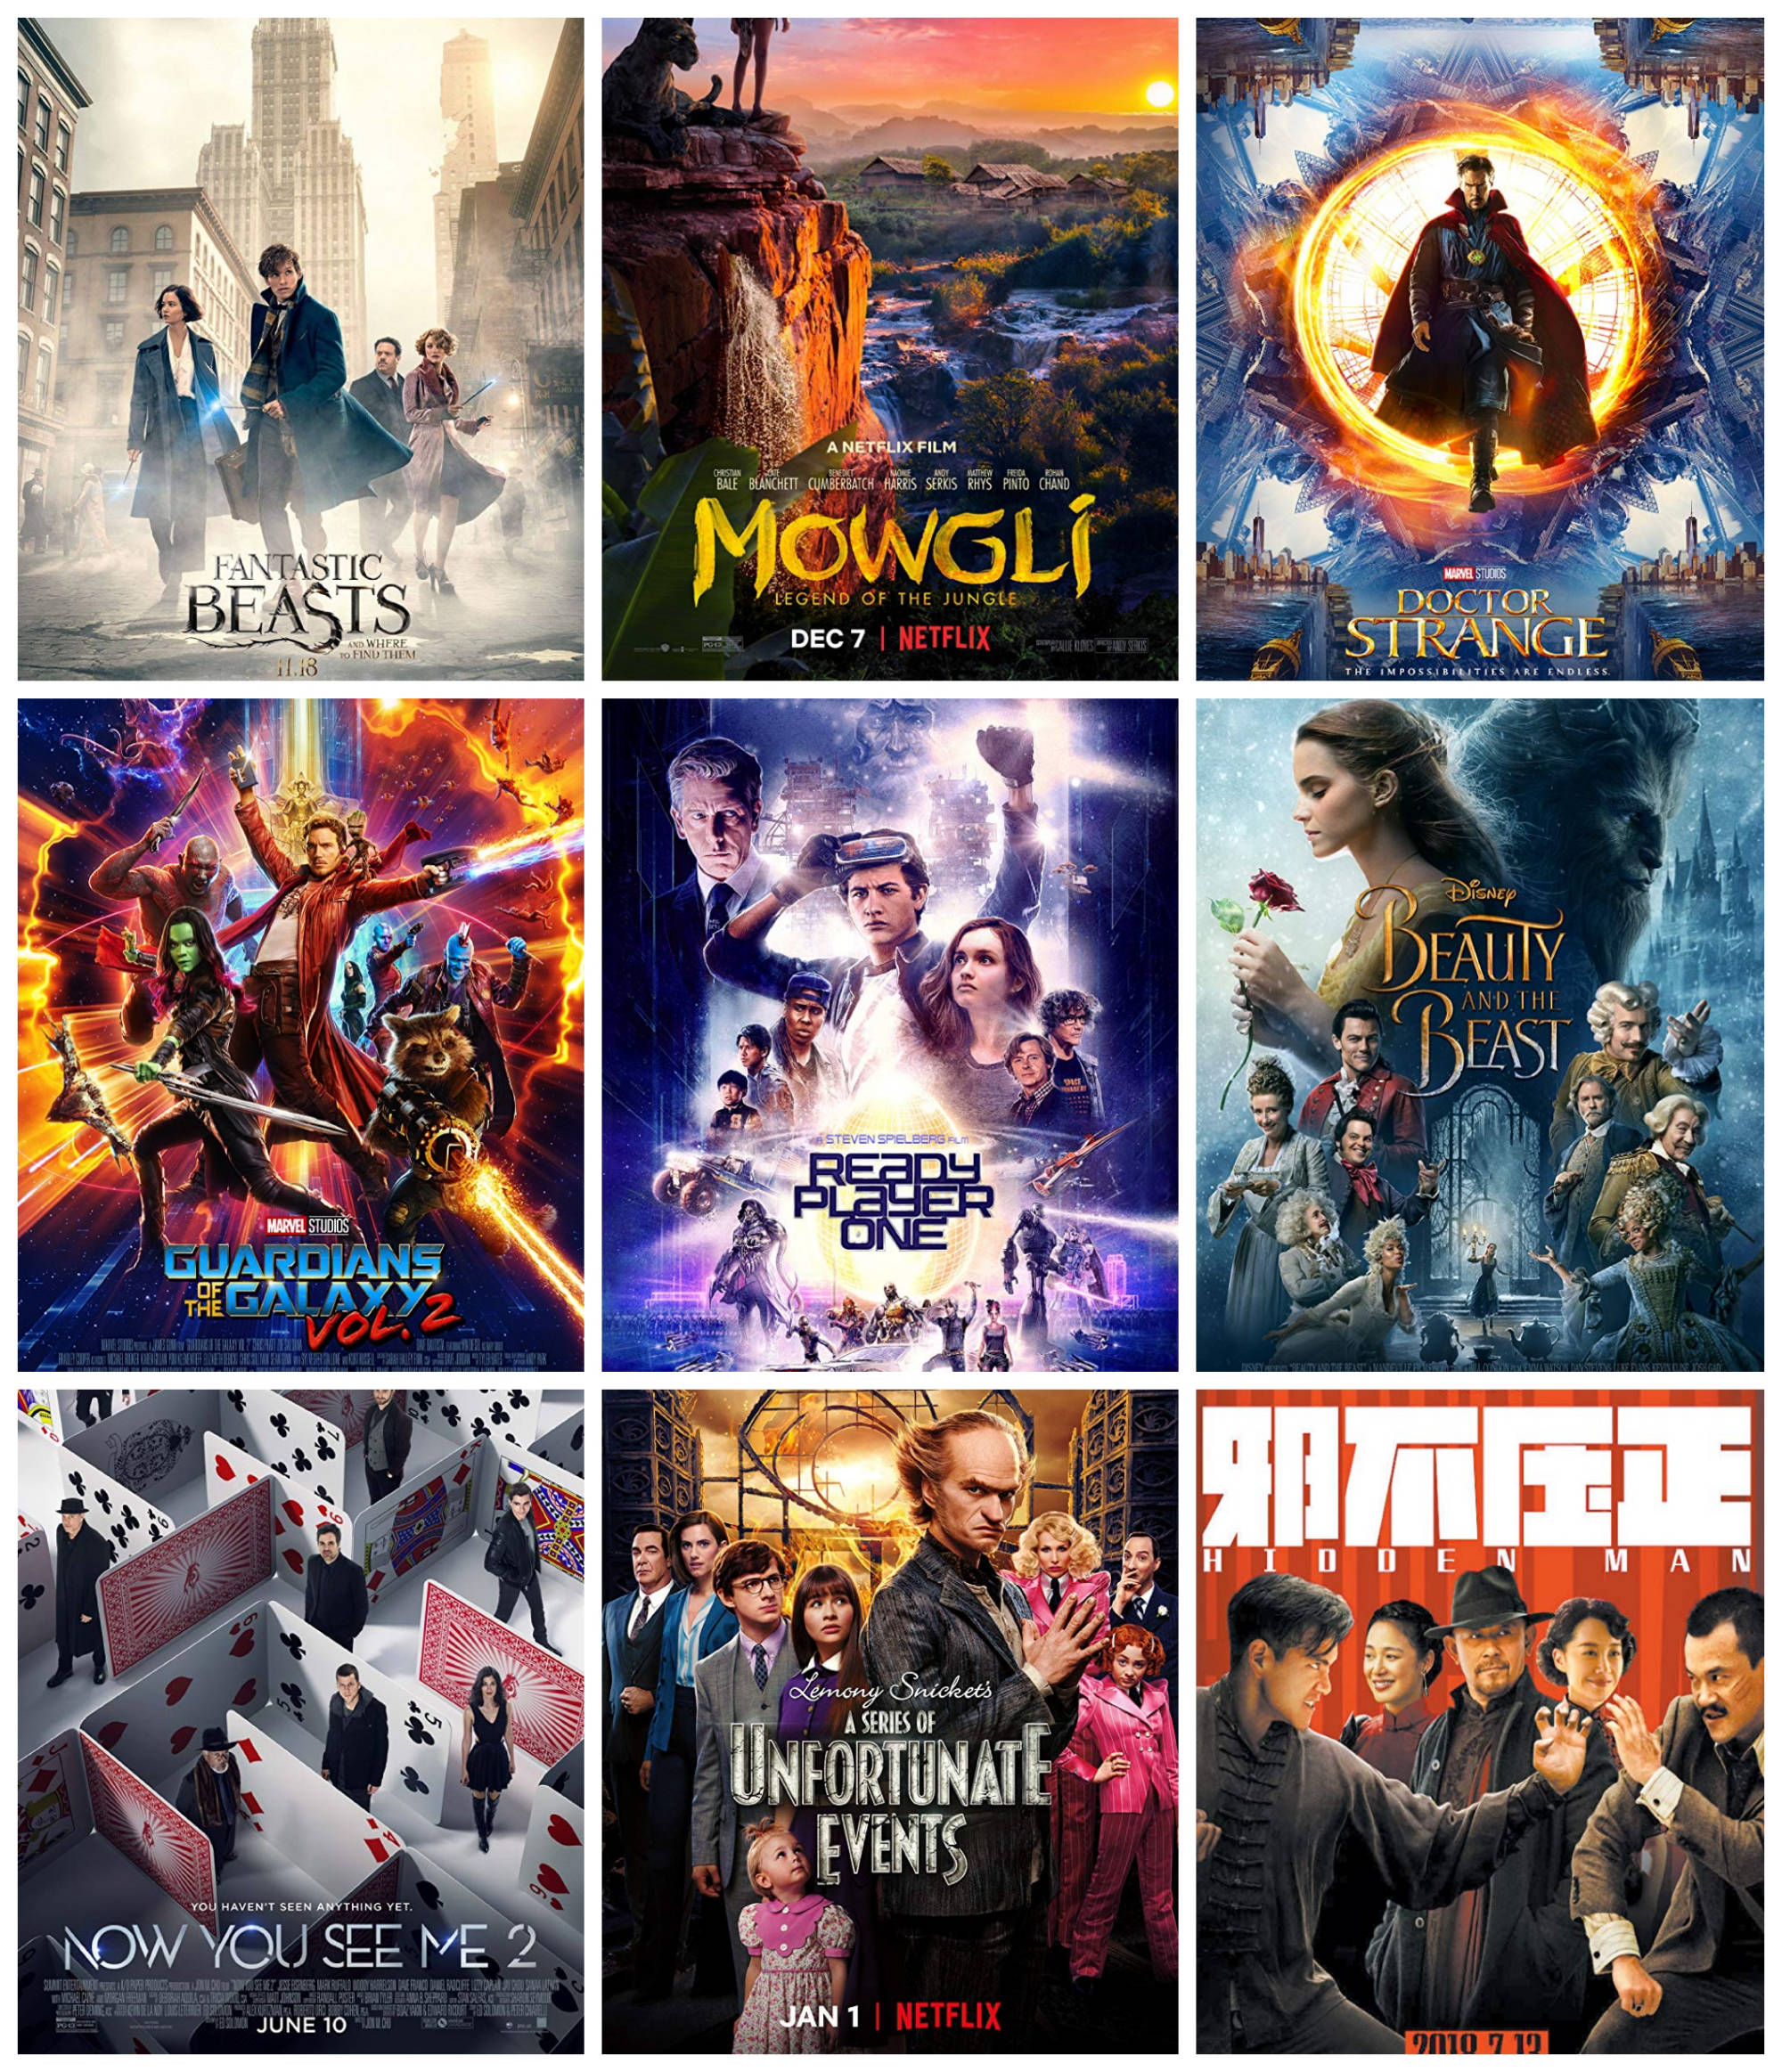 FANTASTIC
BEASTS
AND WHERE
TO FIND THEM
11.18
A NETFLIX FILM
CHRISTIAN BALE CATE BLANCHETT BENEDICT CUMBERBATCH NAOMIE HARRIS ANDY SERKIS MATTHEW RHYS FREIDA PINTO ROHAN CHAND
MOWGLI
LEGEND OF THE JUNGLE
DEC 7 | NETFLIX
MARVEL STUDIOS
DOCTOR
STRANGE
THE IMPOSSIBILITIES ARE ENDLESS.
MARVEL STUDIOS
GUARDIANS
OF THE GALAXY
VOL. 2
A STEVEN SPIELBERG FILM
READY
PLAYER
ONE
DISNEY
BEAUTY
AND THE
BEAST
YOU HAVEN'T SEEN ANYTHING YET.
NOW YOU SEE ME 2
JUNE 10
Lemony Snicket's
A SERIES OF
UNFORTUNATE
EVENTS
JAN 1 | NETFLIX
邪不压正
HIDDEN MAN
2018.7.13